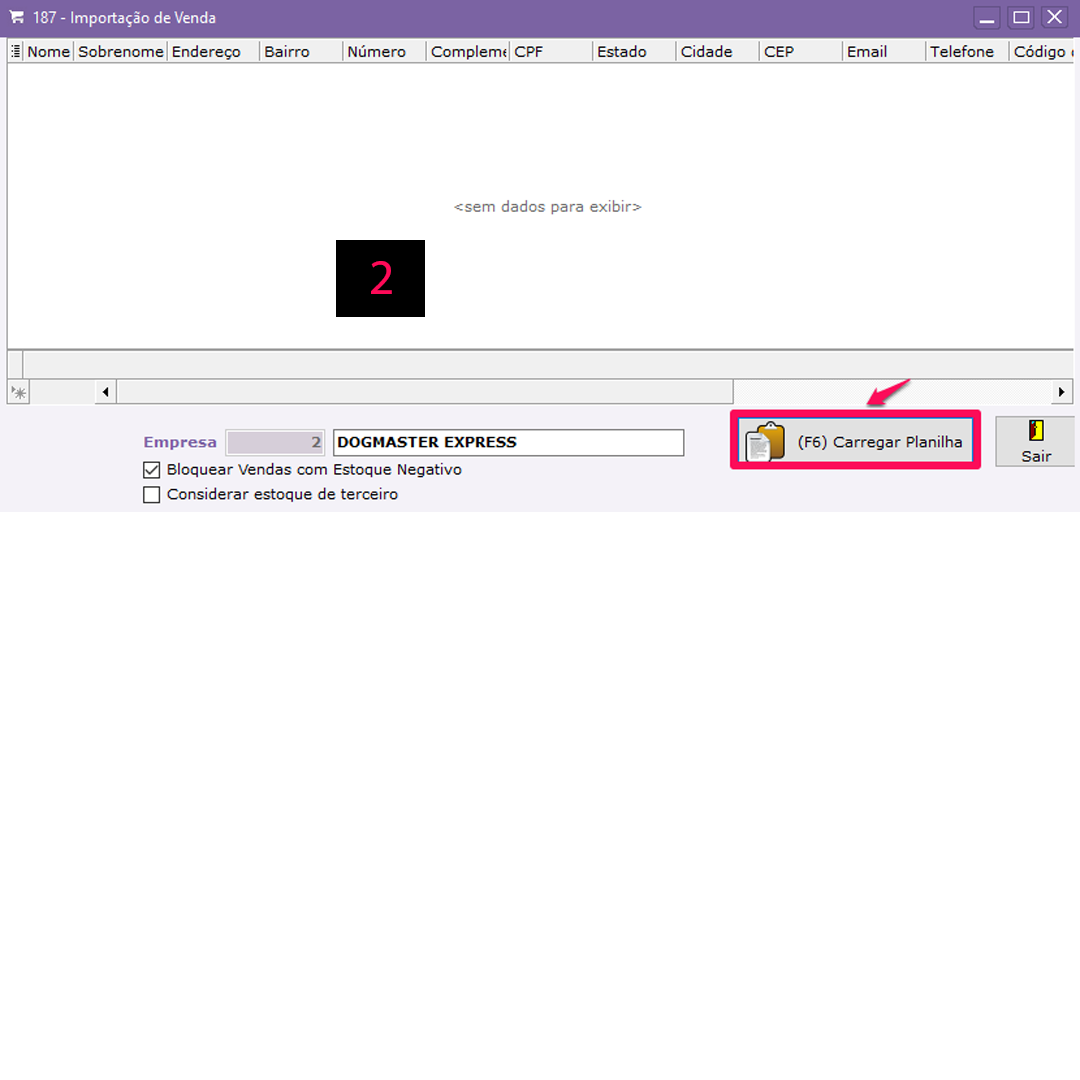 187 - Importação de Venda
Nome Sobrenome Endereço Bairro Número Compleme CPF Estado Cidade CEP Email Telefone Código
<sem dados para exibir>
2
Empresa 2 DOGMASTER EXPRESS
(F6) Carregar Planilha
Sair
Bloquear Vendas com Estoque Negativo
Considerar estoque de terceiro